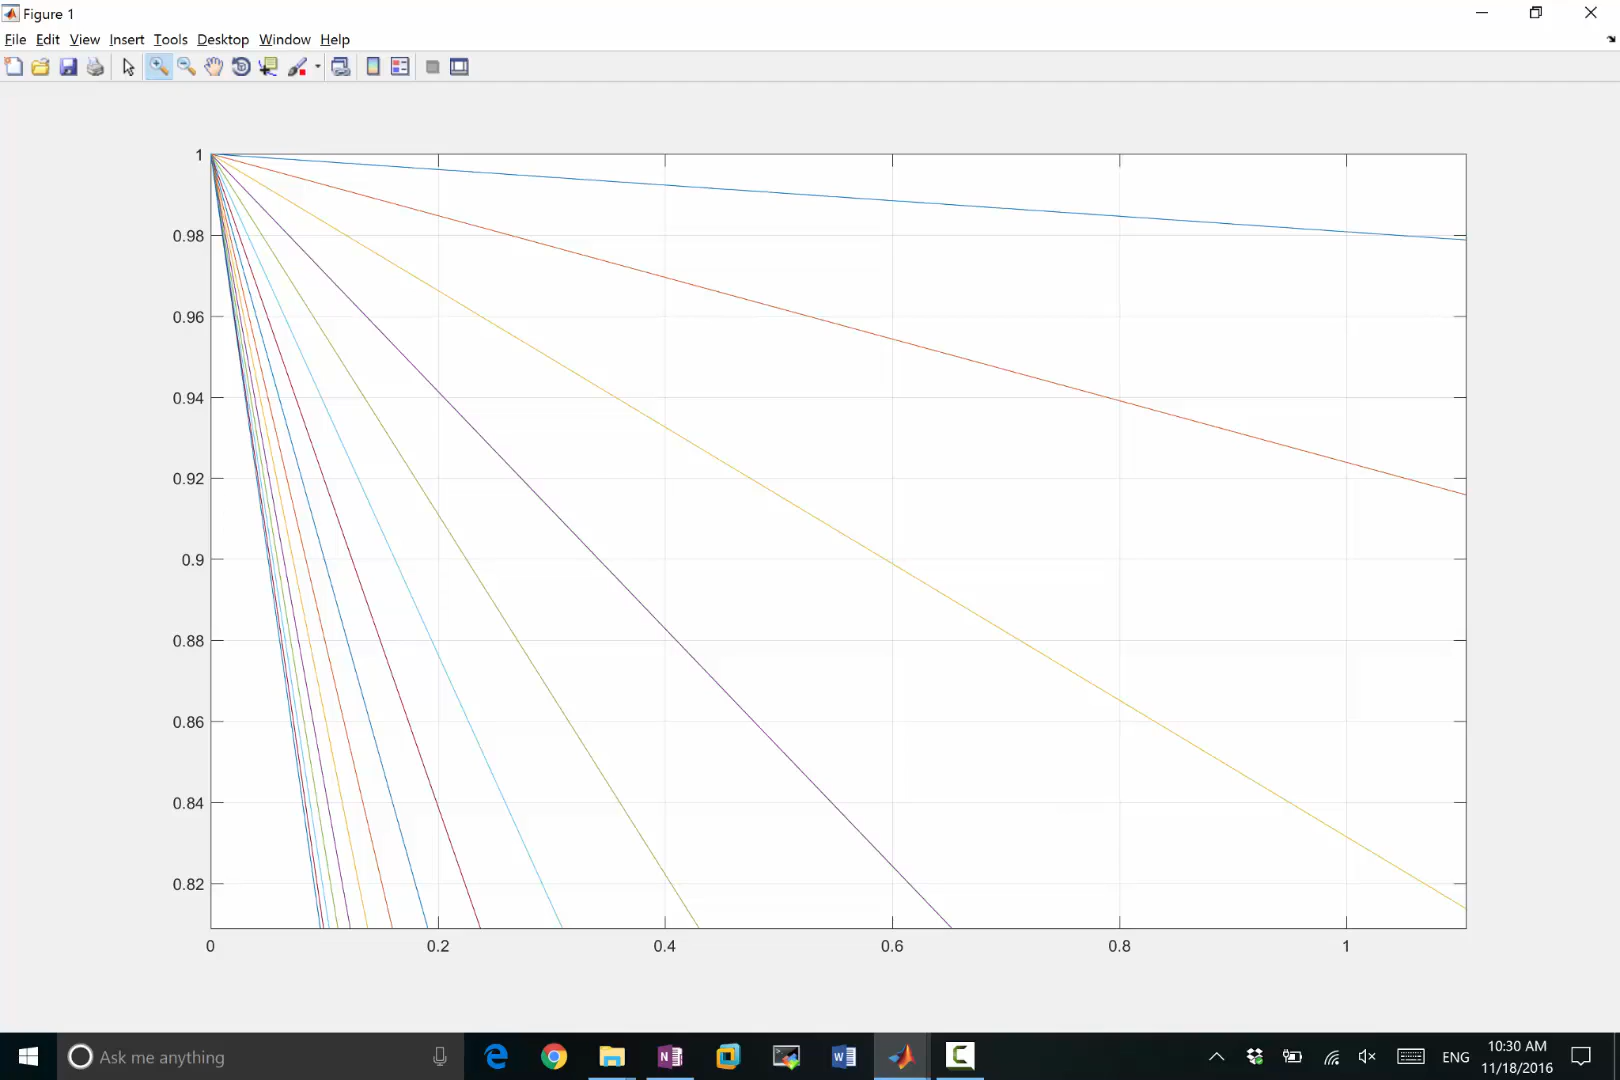 Figure 1
File Edit View Insert Tools Desktop Window Help
1
0.98
0.96
0.94
0.92
0.9
0.88
0.86
0.84
0.82
0 0.2 0.4 0.6 0.8 1
Ask me anything
N
W
ENG
10:30 AM
11/18/2016